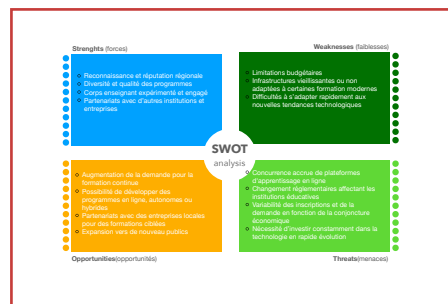 Strenghts (forces)
Weaknesses (faiblesses)
Reconnaissance et réputation régionale
Diversité et qualité des programmes
Corps enseignant expérimenté et engagé
Partenariats avec d'autres institutions et
entreprises
Limitations budgétaires
Infrastructures vieillissantes ou non
adaptées à certaines formation modernes
Difficultés à s'adapter rapidement aux
nouvelles tendances technologiques
SWOT
analysis
Augmentation de la demande pour la
formation continue
Possibilité de développer des
programmes en ligne, autonomes ou
hybrides
Partenariats avec des entreprises locales
pour des formations ciblées
Expansion vers de nouveau publics
Concurrence accrue de plateformes
d'apprentissage en ligne
Changement réglementaires affectant les
institutions éducatives
Variabilité des inscriptions et de la
demande en fonction de la conjoncture
économique
Nécessité d'investir constamment dans la
technologie en rapide évolution
Opportunities(opportunités)
Threats(menaces)